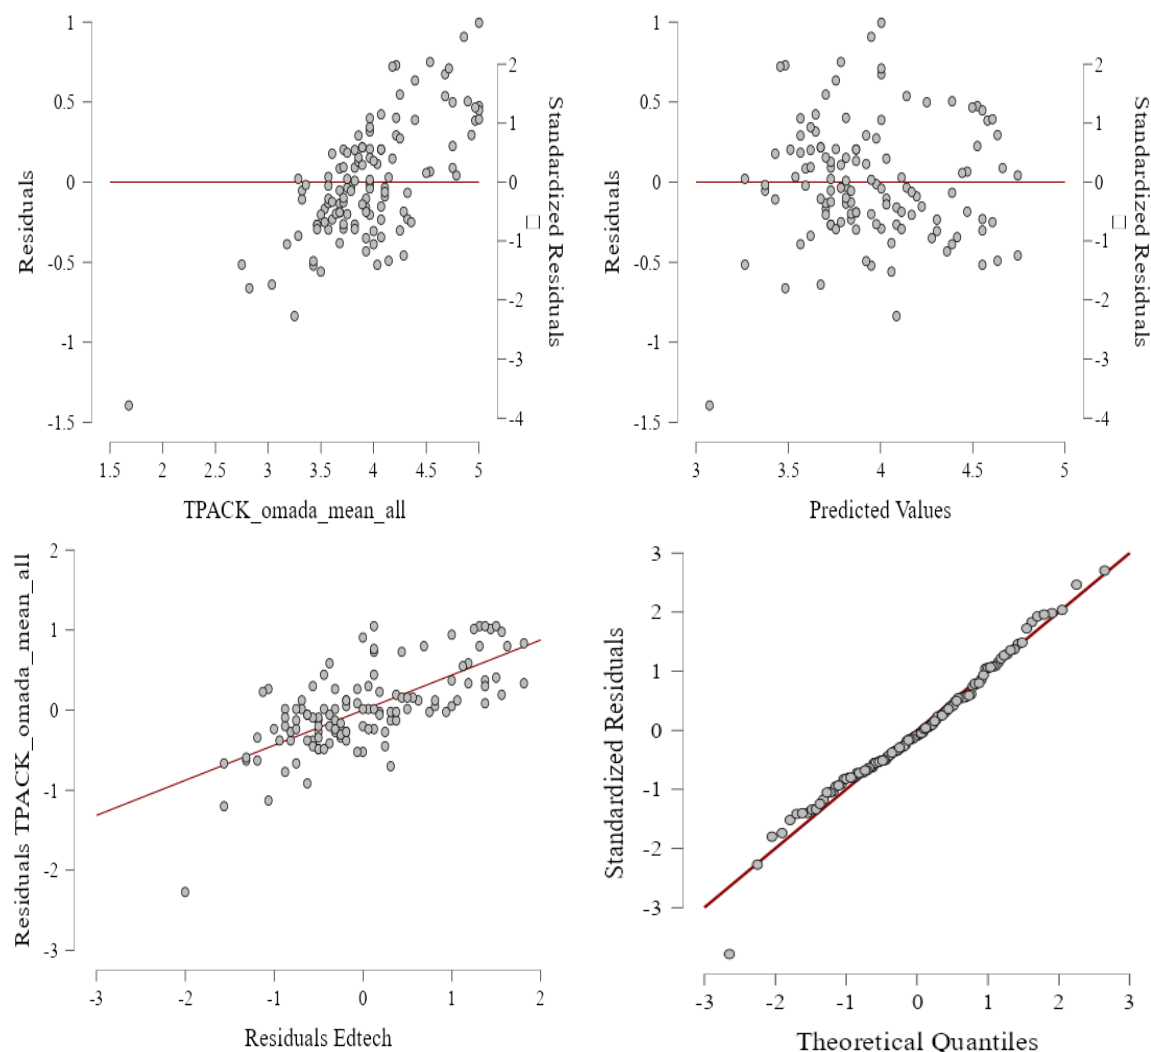 1
0.5
0
-0.5
-1
-1.5
Residuals
2
1
0
-1
-2
-3
-4
Standardized Residuals
1.5 2 2.5 3 3.5 4 4.5 5
TPACK_omada_mean_all
1
0.5
0
-0.5
-1
-1.5
Residuals
2
1
0
-1
-2
-3
-4
Standardized Residuals
3 3.5 4 4.5 5
Predicted Values
2
1
0
-1
-2
-3
Residuals TPACK_omada_mean_all
-3 -2 -1 0 1 2
Residuals Edtech
3
2
1
0
-1
-2
-3
Standardized Residuals
-3 -2 -1 0 1 2 3
Theoretical Quantiles